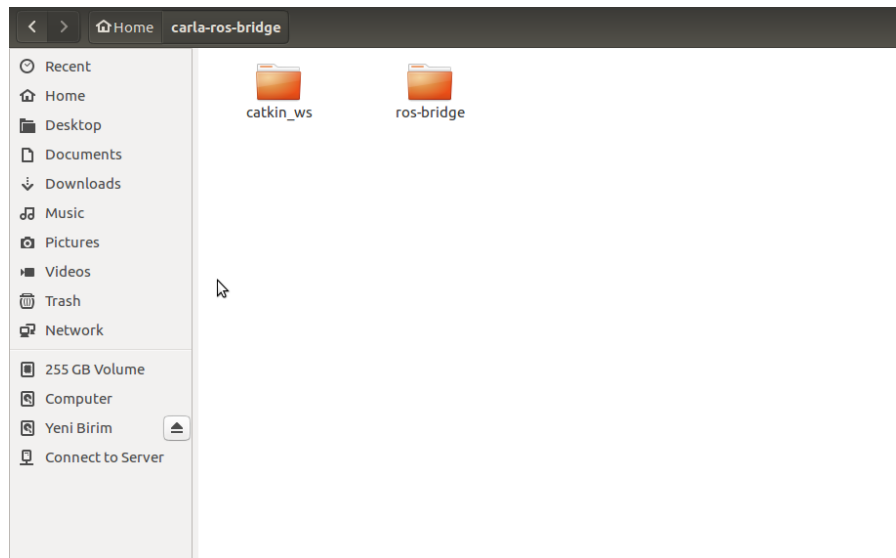 Home carla-ros-bridge
Recent
Home
Desktop
Documents
Downloads
Music
Pictures
Videos
Trash
Network
255 GB Volume
Computer
Yeni Birim
Connect to Server
catkin_ws
ros-bridge